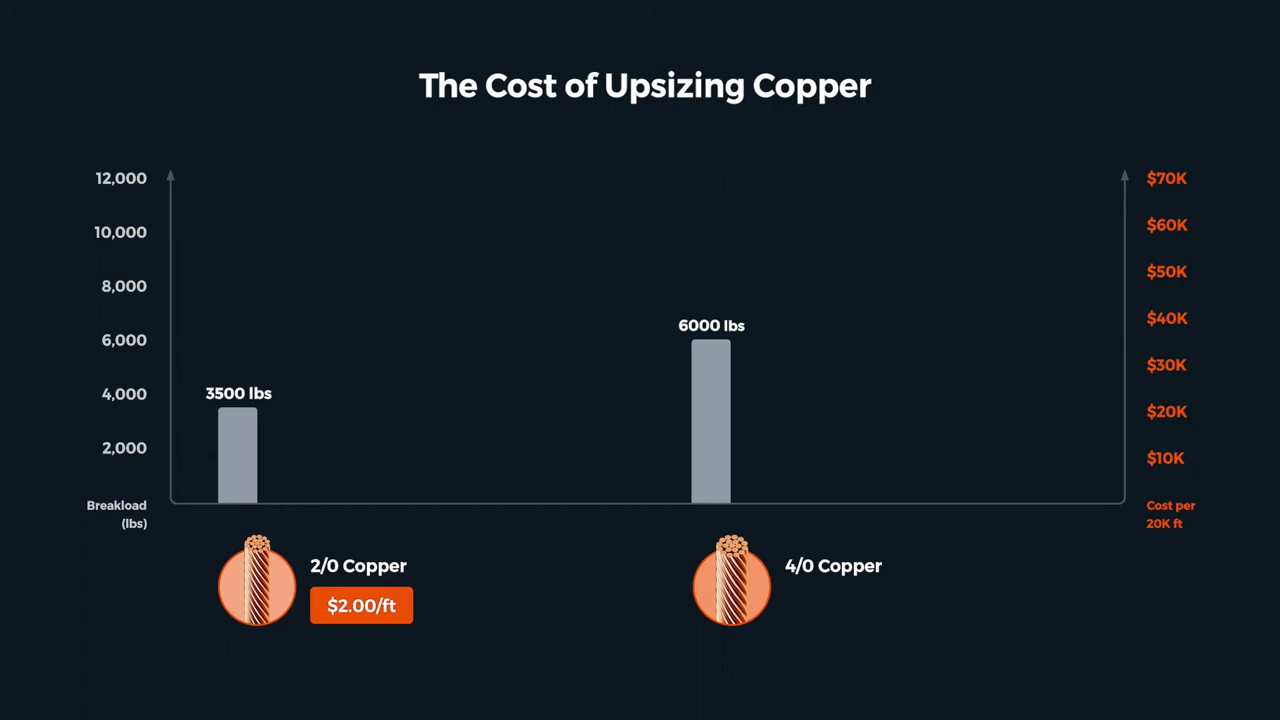 The Cost of Upsizing Copper
12,000
10,000
8,000
6,000
4,000
2,000
Breakload
(lbs)
3500 lbs
6000 lbs
$70K
$60K
$50K
$40K
$30K
$20K
$10K
Cost per
20K ft
2/0 Copper
$2.00/ft
4/0 Copper